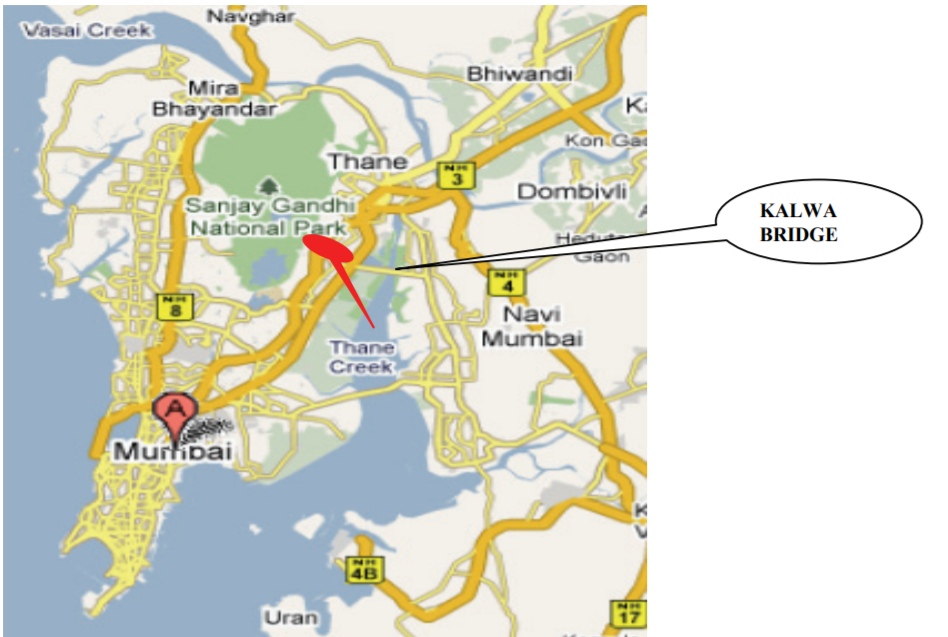 Navghar
Vasai Creek
Bhiwandi
Mira
Bhayandar
Kon Gao
Thane
NH
3
Dombivli
Sanjay Gandhi
National Park
KALWA
BRIDGE
Gaon
NH
4
NH
8
Navi
Mumbai
Thane
Creek
A
Mumbai
NH
4B
Uran
NH
17